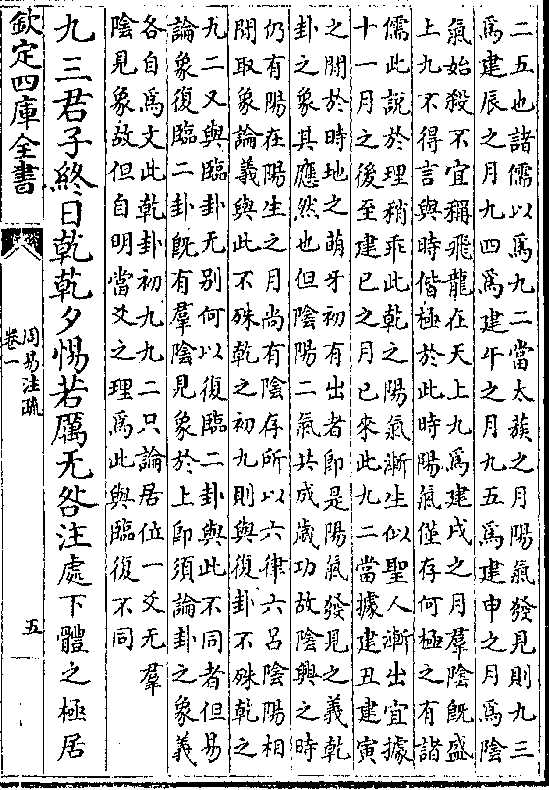 二五也諸儒以為九二當太蔟之月陽氣發見則九三
為建辰之月九四為建午之月九五為建申之月為陰
氣始殺不宜稱飛龍在天上九為建戌之月羣陰既盛
上九不得言與時偕極於此時陽氣僅存何極之有諸
儒此說於理稍乖此乾之陽氣漸生似聖人漸出宜據
十一月之後至建巳之月已來此九二當據建丑建寅
之間於時地之萌牙初有出者即是陽氣發見之義乾
卦之象其應然也但陰陽二氣共成歲功故陰興之時
仍有陽在陽生之月尚有陰存所以六律六呂陰陽相
間取象論義與此不殊乾之初九則與復卦不殊乾之
九二又與臨卦无别何以復臨二卦與此不同者但易
論象復臨二卦既有羣陰見象於上即須論卦之象義
各自為文此乾卦初九九二只論居位一爻无羣
陰見象故但自明當爻之理為此與臨復不同
九三君子終日乾乾夕惕若厲无咎注處下體之極居
欽定四庫全書
周易注疏
卷一
五